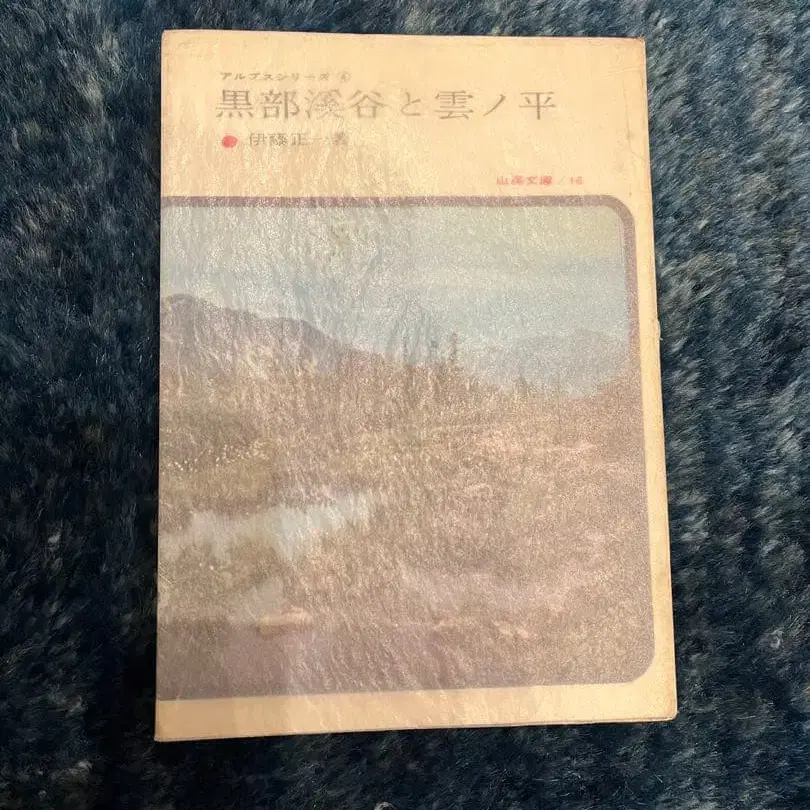 アルプスシリーズ④
黒部渓谷と雲ノ平
伊藤正一著
山渓文庫/16